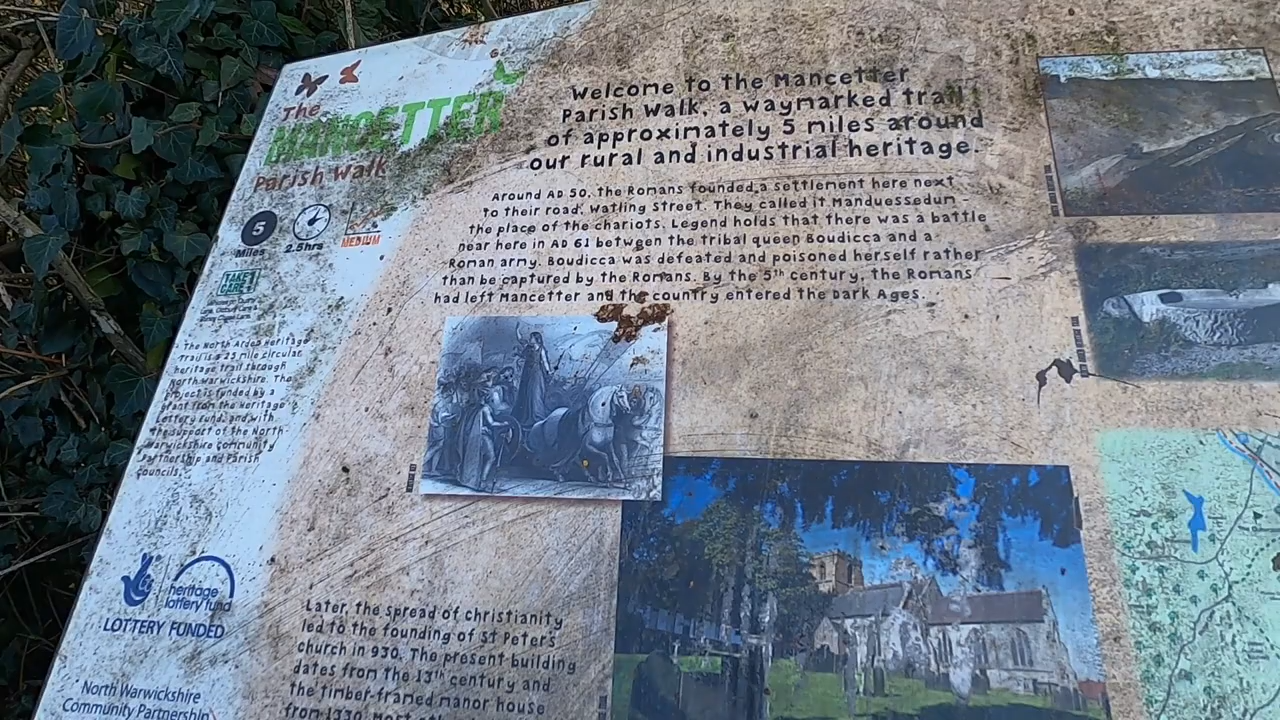 The
MANCETTER
Parish Walk
5
Miles
2.5hrs
MEDIUM
TAKE
CARE!
The North Arden Heritage
Trail is a 25 mile circular
heritage trail through
North Warwickshire. The
project is funded by a
grant from the Heritage
Lottery Fund, and with
the support of the North
Warwickshire Community
Partnership and Parish
Councils.
heritage
lottery fund
LOTTERY FUNDED
North Warwickshire
Community Partnership
Welcome to the Mancetter
Parish Walk, a waymarked trail
of approximately 5 miles around
our rural and industrial heritage.
Around AD 50, the Romans founded a settlement here next
to their road, Watling Street. They called it Manduessedum -
the place of the chariots. Legend holds that there was a battle
near here in AD 61 between the tribal queen Boudicca and a
Roman army. Boudicca was defeated and poisoned herself rather
than be captured by the Romans. By the 5th century, the Romans
had left Mancetter and the country entered the Dark Ages.
Later, the spread of christianity
led to the founding of St Peter's
church in 930. The present building
dates from the 13th century and
the timber-framed manor house
from 1330.